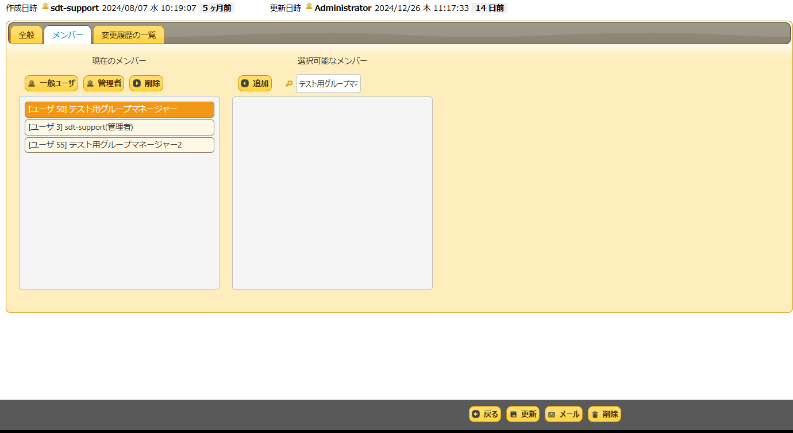 作成日時 sdt-support 2024/08/07 水 10:19:07 5ヶ月前 更新日時 Administrator 2024/12/26 木 11:17:33 14 日前
全般 メンバー 変更履歴の一覧
現在のメンバー 選択可能なメンバー
一般ユーザ 管理者 削除 追加 テスト用グループマネ
[ユーザ 50] テスト用グループマネージャー
[ユーザ 3] sdt-support(管理者)
[ユーザ 55] テスト用グループマネージャー2
戻る 更新 メール 削除